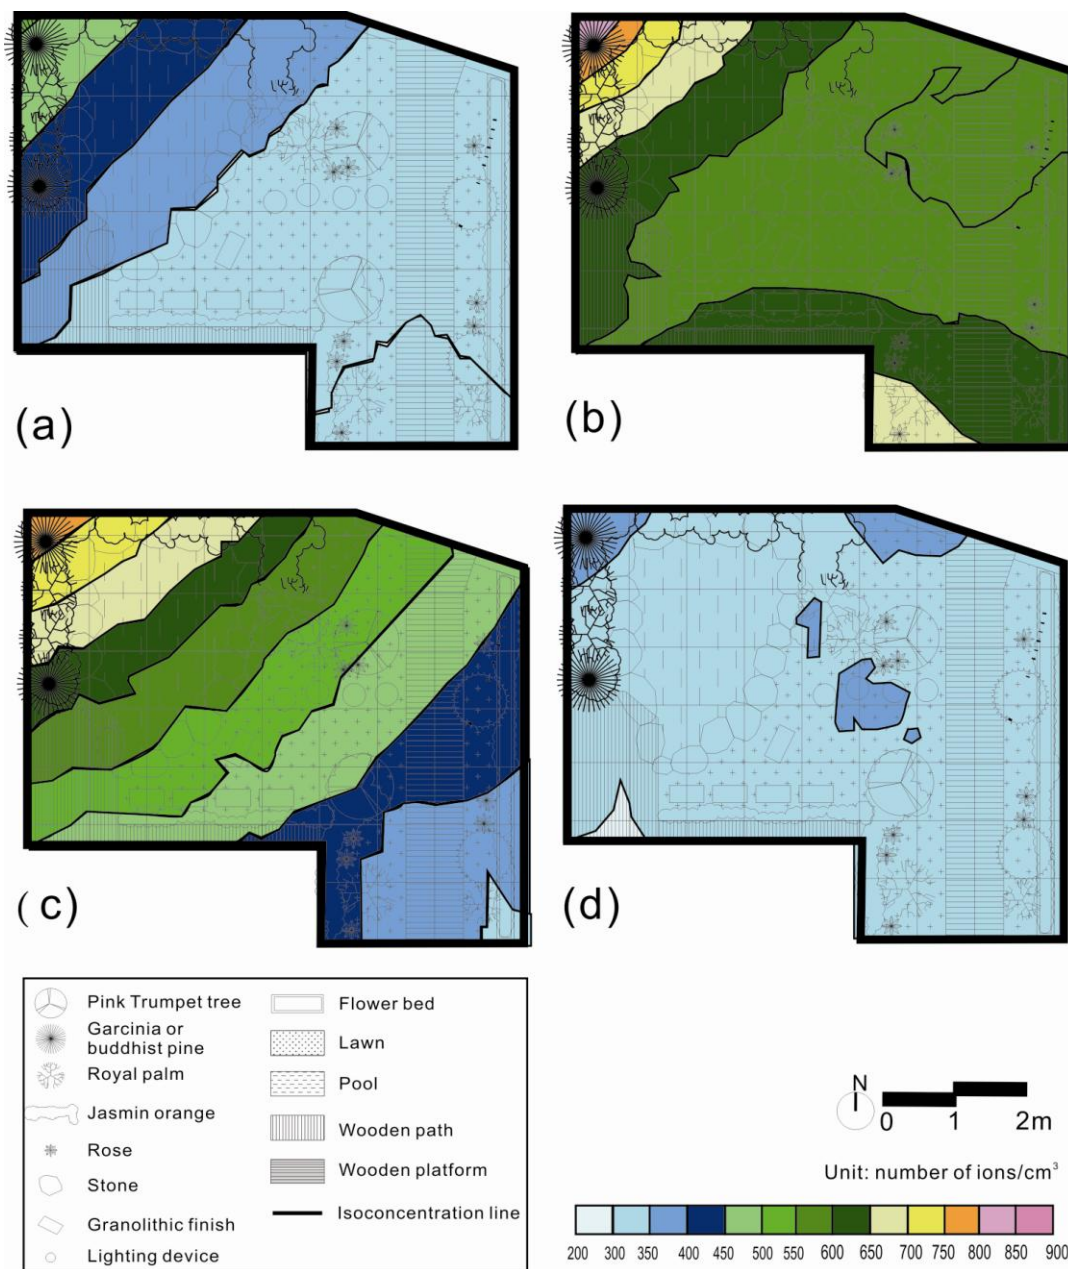 (a)
(b)
(c)
(d)
Pink Trumpet tree
Garcinia or
buddhist pine
Royal palm
Jasmin orange
Rose
Stone
Granolithic finish
Lighting device
Flower bed
Lawn
Pool
Wooden path
Wooden platform
Isoconcentration line
N
0 1 2m
Unit: number of ions/cm³
200 300 350 400 450 500 550 600 650 700 750 800 850 900